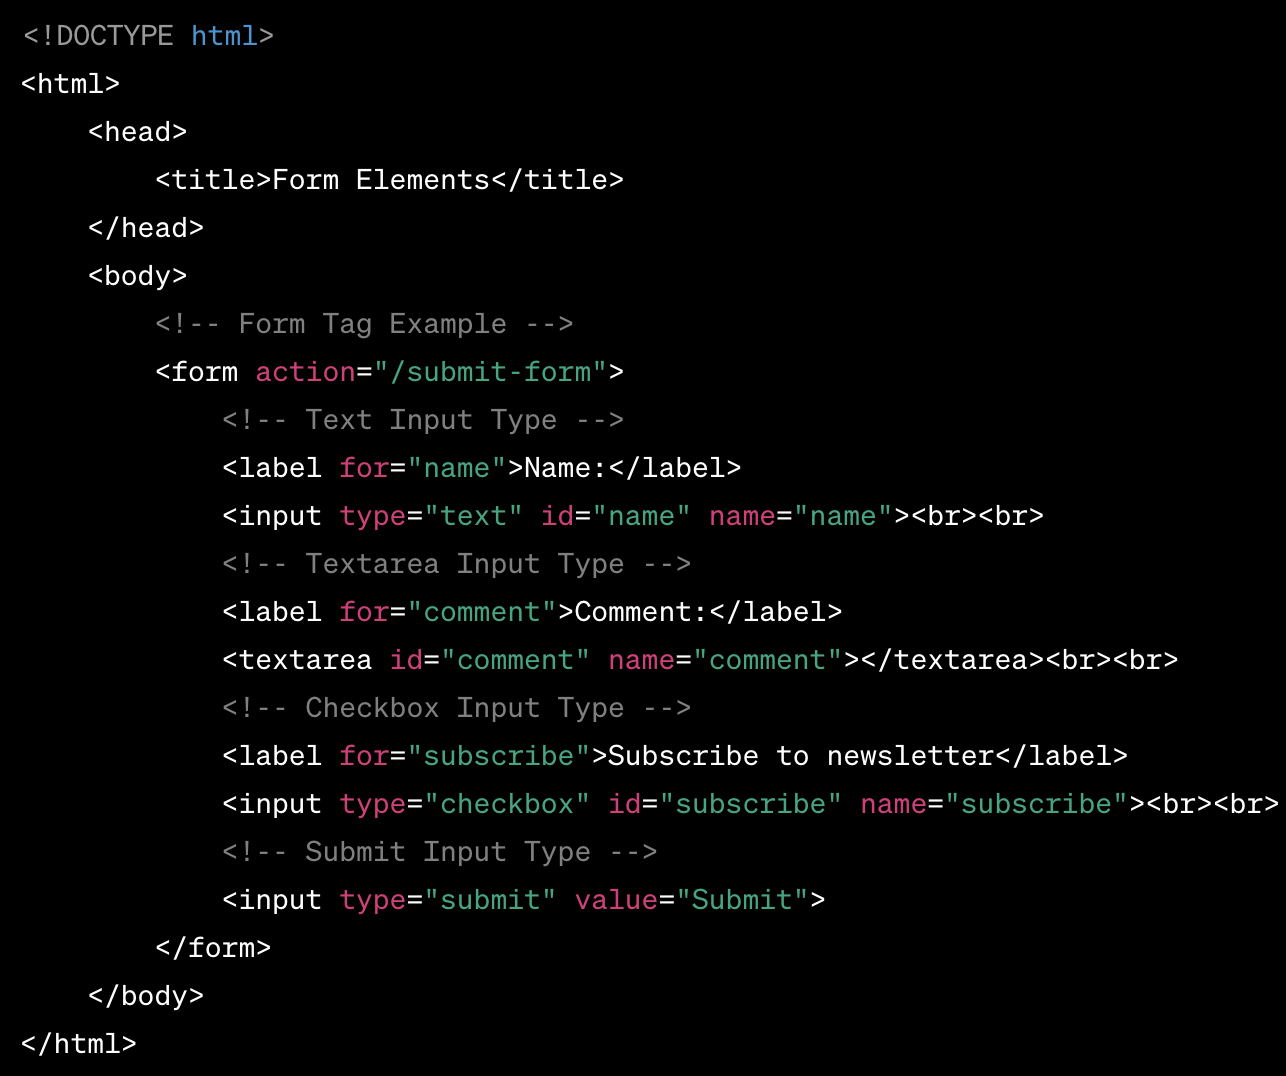 <!DOCTYPE html>
<html>
    <head>
        <title>Form Elements</title>
    </head>
    <body>
        <!-- Form Tag Example -->
        <form action="/submit-form">
            <!-- Text Input Type -->
            <label for="name">Name:</label>
            <input type="text" id="name" name="name"><br><br>
            <!-- Textarea Input Type -->
            <label for="comment">Comment:</label>
            <textarea id="comment" name="comment"></textarea><br><br>
            <!-- Checkbox Input Type -->
            <label for="subscribe">Subscribe to newsletter</label>
            <input type="checkbox" id="subscribe" name="subscribe"><br><br>
            <!-- Submit Input Type -->
            <input type="submit" value="Submit">
        </form>
    </body>
</html>